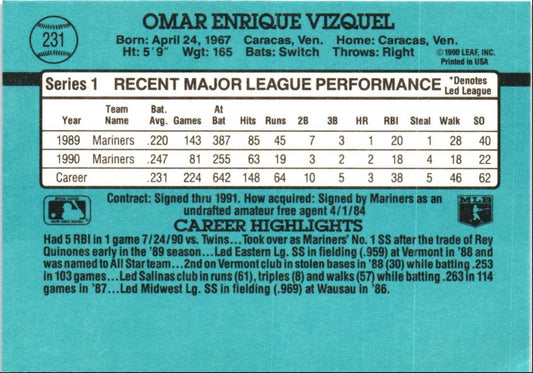 231
OMAR ENRIQUE VIZQUEL
Born: April 24, 1967 Caracas, Ven. Home: Caracas, Ven.
Ht: 5'9" Wgt: 165 Bats: Switch Throws: Right
©1990 LEAF, INC.
Printed in USA
Series 1 RECENT MAJOR LEAGUE PERFORMANCE *Denotes Led League
Year Team Name Bat. Avg. Games At Bat Hits Runs 2B 3B HR RBI Steal Walk SO
1989 Mariners .220 143 387 85 45 7 3 1 20 1 28 40
1990 Mariners .247 81 255 63 19 3 2 2 18 4 18 22
Career .231 224 642 148 64 10 5 3 38 5 46 62
Contract: Signed thru 1991. How acquired: Signed by Mariners as an
undrafted amateur free agent 4/1/84
MLB
CAREER HIGHLIGHTS
Had 5 RBI in 1 game 7/24/90 vs. Twins...Took over as Mariners' No. 1 SS after the trade of Rey
Quinones early in the '89 season...Led Eastern Lg. SS in fielding (.959) at Vermont in '88 and
was named to All Star team...2nd on Vermont club in stolen bases in '88 (30) while batting .253
in 103 games...Led Salinas club in runs (61), triples (8) and walks (57) while batting .263 in 114
games in '87...Led Midwest Lg. SS in fielding (.969) at Wausau in '86.